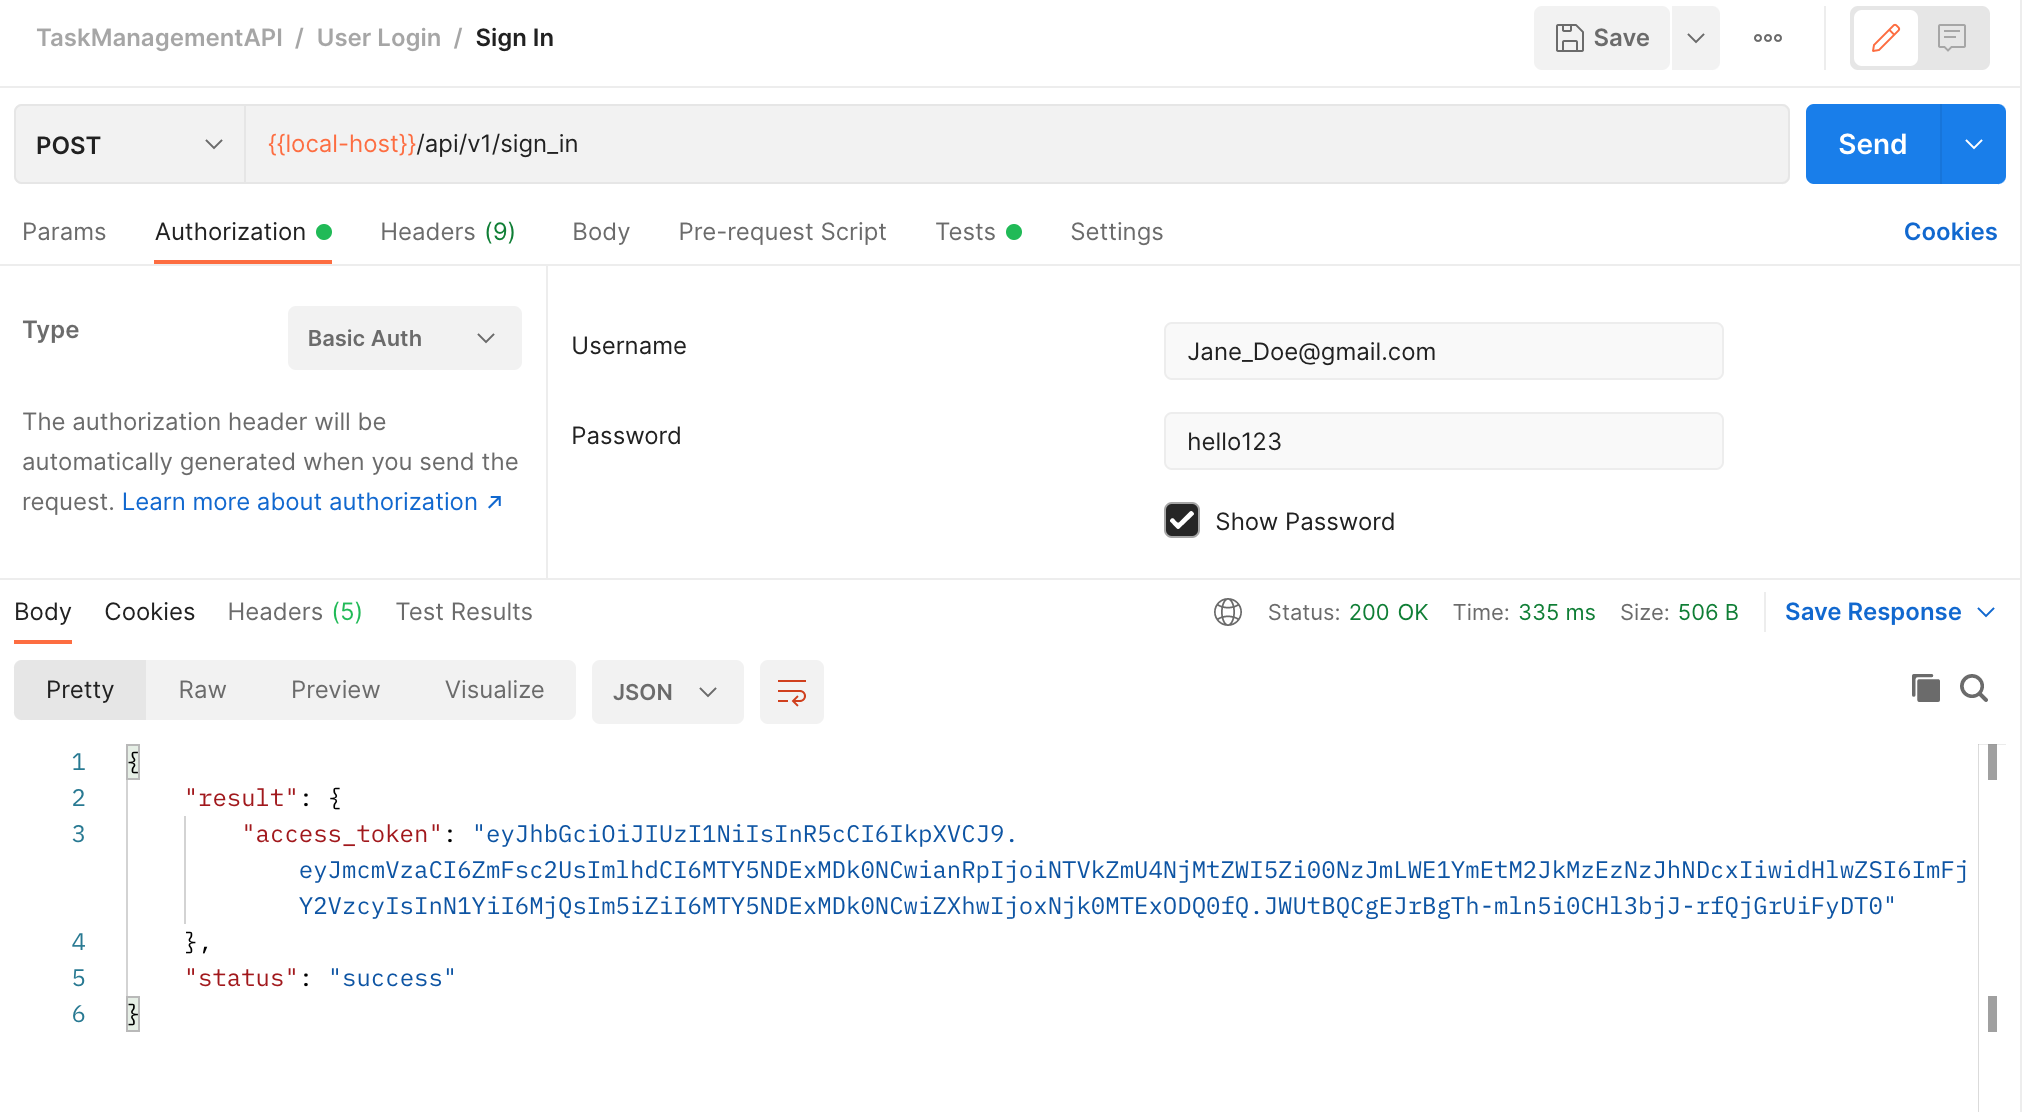 TaskManagementAPI / User Login / Sign In
Save
POST
{{local-host}}/api/v1/sign_in
Send
Params Authorization Headers (9) Body Pre-request Script Tests Settings Cookies
Type
Basic Auth
The authorization header will be
automatically generated when you send the
request. Learn more about authorization ↗
Username
Jane_Doe@gmail.com
Password
hello123
Show Password
Body Cookies Headers (5) Test Results
Status: 200 OK Time: 335 ms Size: 506 B Save Response
Pretty Raw Preview Visualize JSON
1 {
2 "result": {
3 "access_token": "eyJhbGciOiJIUzI1NiIsInR5cCI6IkpXVCJ9.
eyJmcmVzaCI6ZmFsc2UsImlhdCI6MTY5NDExMDk0NCwianRpIjoiNTVkZmU4NjMtZWI5Zi00NzJmLWE1YmEtM2JkMzEzNzJhNDcxIiwidHlwZSI6ImFj
Y2VzcyIsInN1YiI6MjQsIm5iZiI6MTY5NDExMDk0NCwiZXhwIjoxNjk0MTExODQ0fQ.JWUtBQCgEJrBgTh-mln5i0CHl3bjJ-rfQjGrUiFyDT0"
4 },
5 "status": "success"
6 }